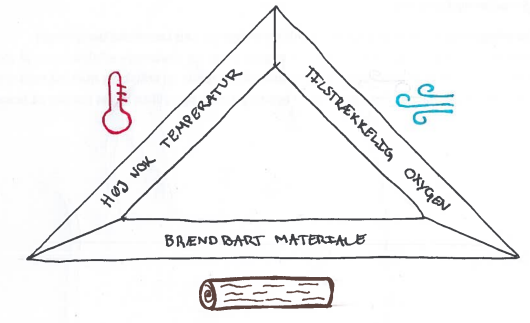 HØJ NOK TEMPERATUR
TILSTRÆKKELIG OXYGEN
BRÆNDBART MATERIALE